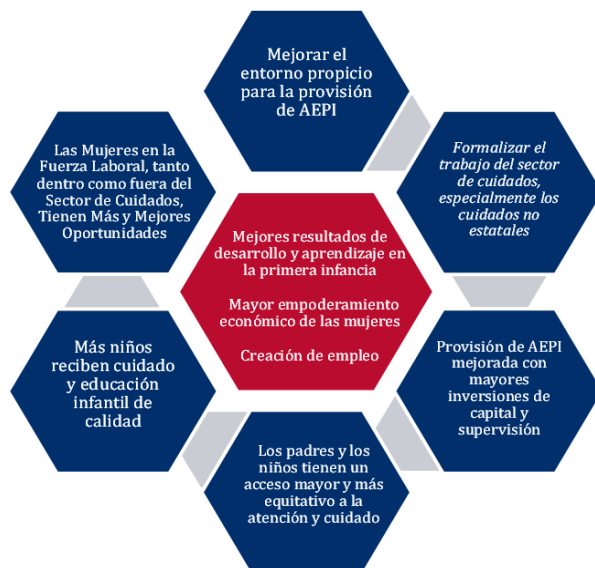 Mejorar el
entorno propicio
para la provisión
de AEPI
Formalizar el
trabajo del sector
de cuidados,
especialmente los
cuidados no
estatales
Provisión de AEPI
mejorada con
mayores
inversiones de
capital y
supervisión
Los padres y los
niños tienen un
acceso mayor y más
equitativo a la
atención y cuidado
Más niños
reciben cuidado
y educación
infantil de
calidad
Las Mujeres en la
Fuerza Laboral, tanto
dentro como fuera del
Sector de Cuidados,
Tienen Más y Mejores
Oportunidades
Mejores resultados de
desarrollo y aprendizaje en
la primera infancia
Mayor empoderamiento
económico de las mujeres
Creación de empleo